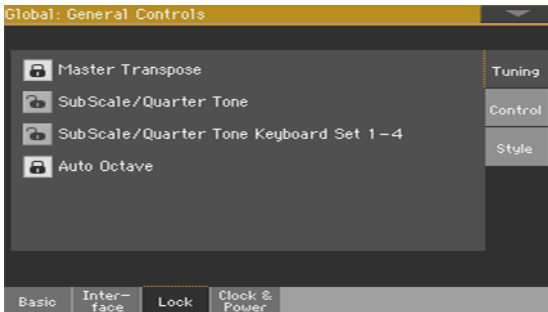 Global: General Controls
Master Transpose
Tuning
SubScale/Quarter Tone
Control
SubScale/Quarter Tone Keyboard Set 1-4
Style
Auto Octave
Basic
Inter-
face
Lock
Clock &
Power